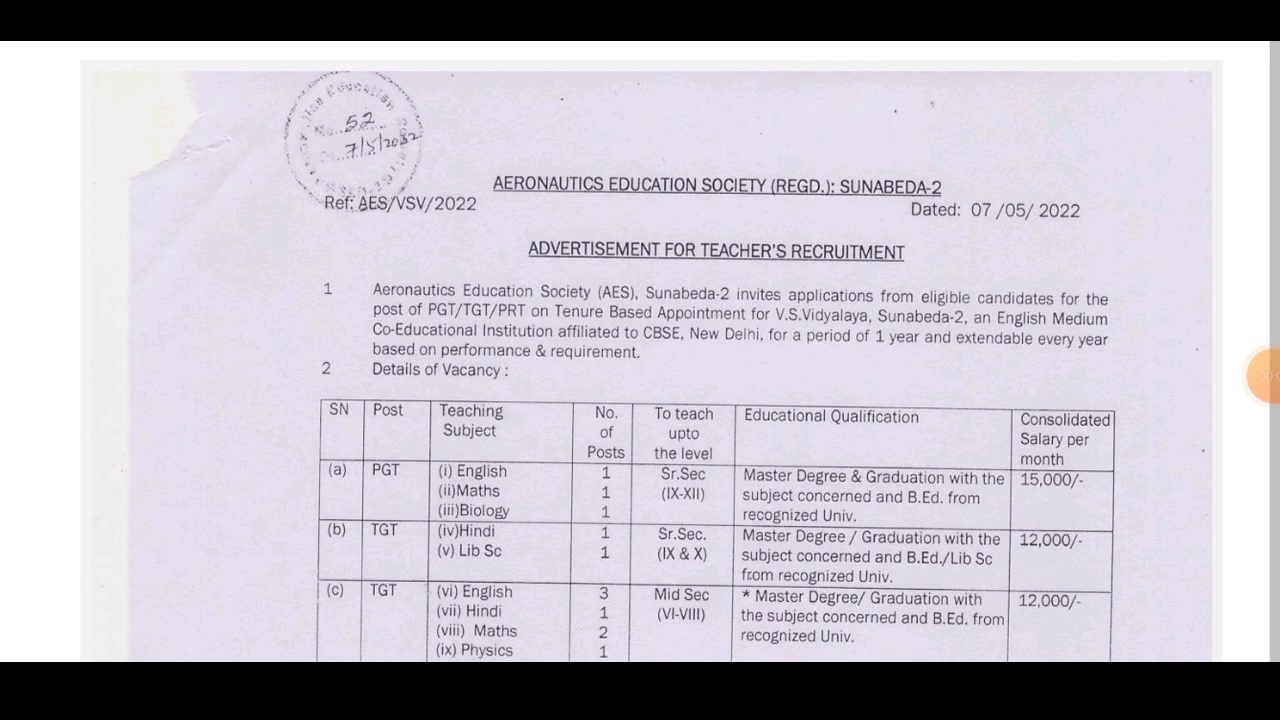 52
7/5/2022
AERONAUTICS EDUCATION SOCIETY (REGD.): SUNABEDA-2
Ref: AES/VSV/2022
Dated: 07 /05/ 2022
ADVERTISEMENT FOR TEACHER'S RECRUITMENT
1 Aeronautics Education Society (AES), Sunabeda-2 invites applications from eligible candidates for the
post of PGT/TGT/PRT on Tenure Based Appointment for V.S.Vidyalaya, Sunabeda-2, an English Medium
Co-Educational Institution affiliated to CBSE, New Delhi, for a period of 1 year and extendable every year
based on performance & requirement.
2 Details of Vacancy :
SN Post Teaching No. To teach Educational Qualification Consolidated
Subject of upto Salary per
Posts the level month
(a) PGT (i) English 1 Sr.Sec Master Degree & Graduation with the 15,000/-
(ii)Maths 1 (IX-XII) subject concerned and B.Ed. from
(iii)Biology 1 recognized Univ.
(b) TGT (iv)Hindi 1 Sr.Sec. Master Degree / Graduation with the 12,000/-
(v) Lib Sc 1 (IX & X) subject concerned and B.Ed./Lib Sc
from recognized Univ.
(c) TGT (vi) English 3 Mid Sec * Master Degree/ Graduation with 12,000/-
(vii) Hindi 1 (VI-VIII) the subject concerned and B.Ed. from
(viii) Maths 2 recognized Univ.
(ix) Physics 1